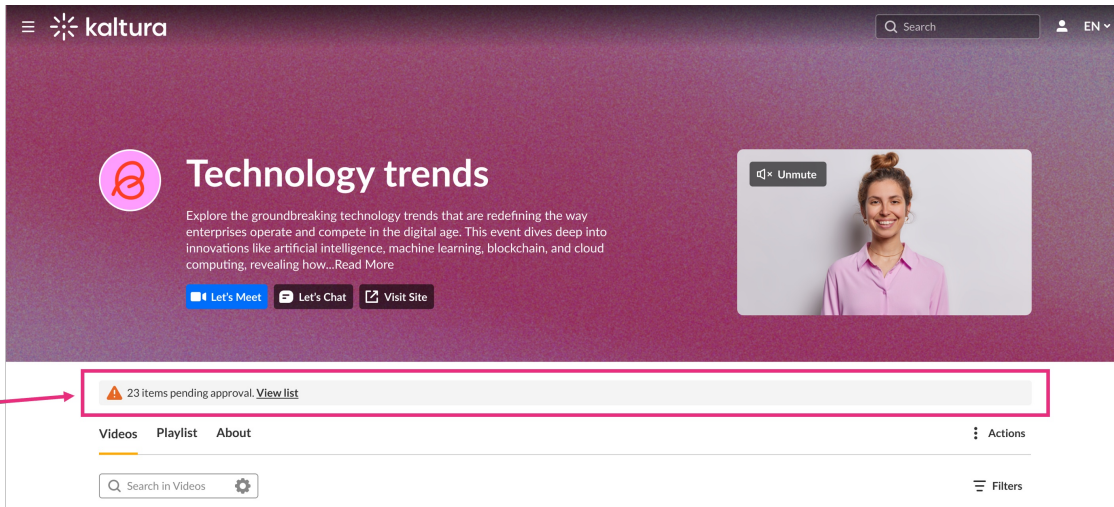 kaltura
Search
EN
Technology trends
Unmute
Explore the groundbreaking technology trends that are redefining the way
enterprises operate and compete in the digital age. This event dives deep into
innovations like artificial intelligence, machine learning, blockchain, and cloud
computing, revealing how...Read More
Let's Meet
Let's Chat
Visit Site
23 items pending approval. View list
Videos
Playlist
About
Actions
Search in Videos
Filters